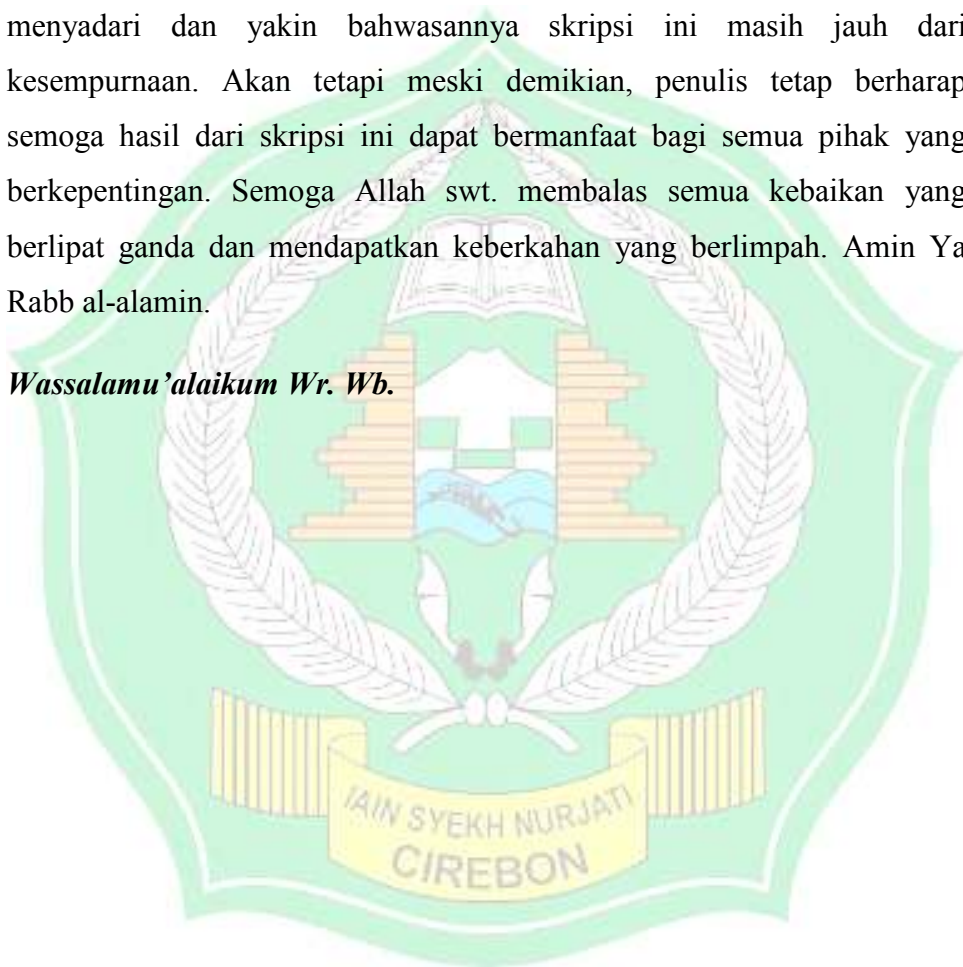 menyadari dan yakin bahwasannya skripsi ini masih jauh dari
kesempurnaan. Akan tetapi meski demikian, penulis tetap berharap
semoga hasil dari skripsi ini dapat bermanfaat bagi semua pihak yang
berkepentingan. Semoga Allah swt. membalas semua kebaikan yang
berlipat ganda dan mendapatkan keberkahan yang berlimpah. Amin Ya
Rabb al-alamin.
Wassalamu’alaikum Wr. Wb.
IAIN SYEKH NURJATI
CIREBON